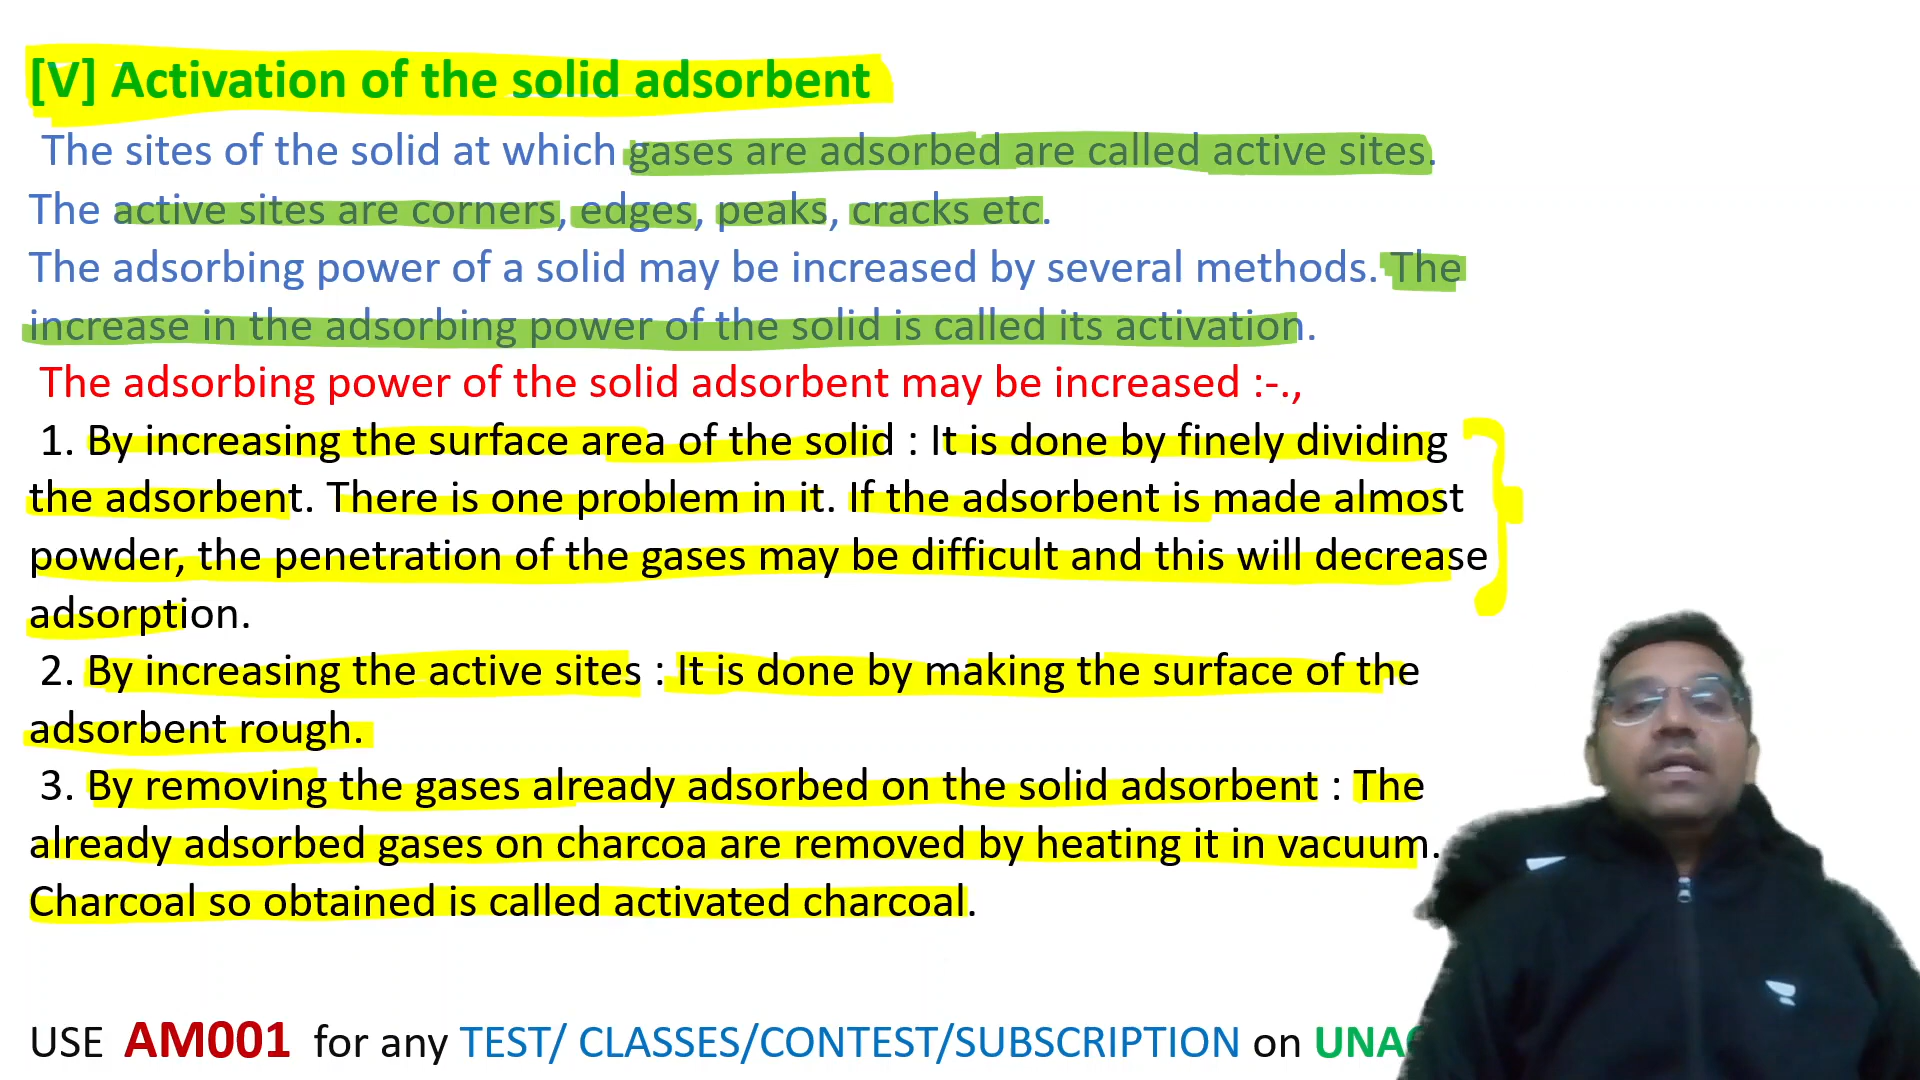 [V] Activation of the solid adsorbent
The sites of the solid at which gases are adsorbed are called active sites.
The active sites are corners, edges, peaks, cracks etc.
The adsorbing power of a solid may be increased by several methods. The
increase in the adsorbing power of the solid is called its activation.
The adsorbing power of the solid adsorbent may be increased :-.,
1. By increasing the surface area of the solid : It is done by finely dividing
the adsorbent. There is one problem in it. If the adsorbent is made almost
powder, the penetration of the gases may be difficult and this will decrease
adsorption.
2. By increasing the active sites : It is done by making the surface of the
adsorbent rough.
3. By removing the gases already adsorbed on the solid adsorbent : The
already adsorbed gases on charcoa are removed by heating it in vacuum.
Charcoal so obtained is called activated charcoal.
USE AM001 for any TEST/ CLASSES/CONTEST/SUBSCRIPTION on